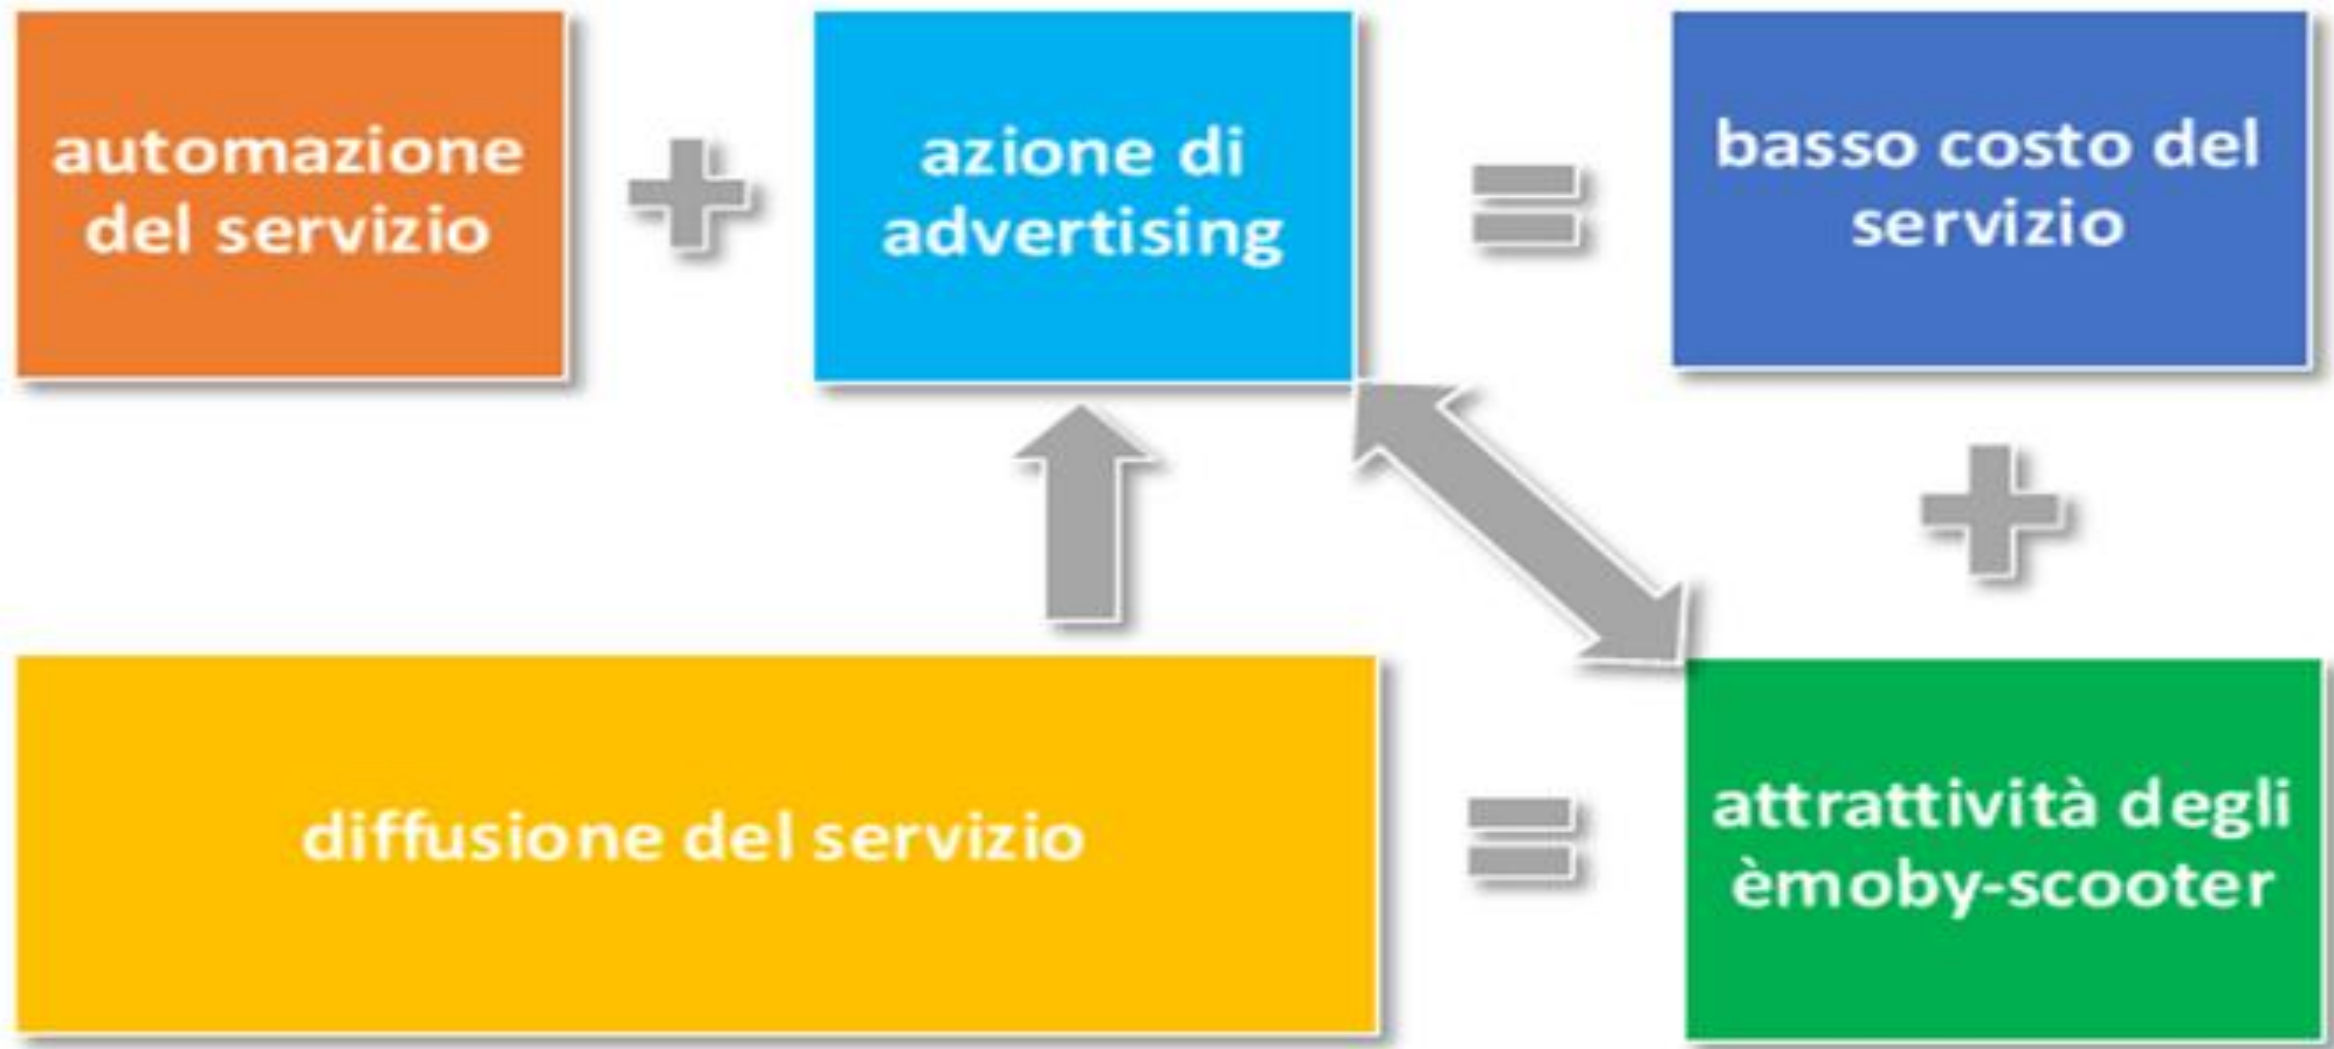 automazione
del servizio
azione di
advertising
basso costo del
servizio
diffusione del servizio
attrattività degli
èmoby-scooter